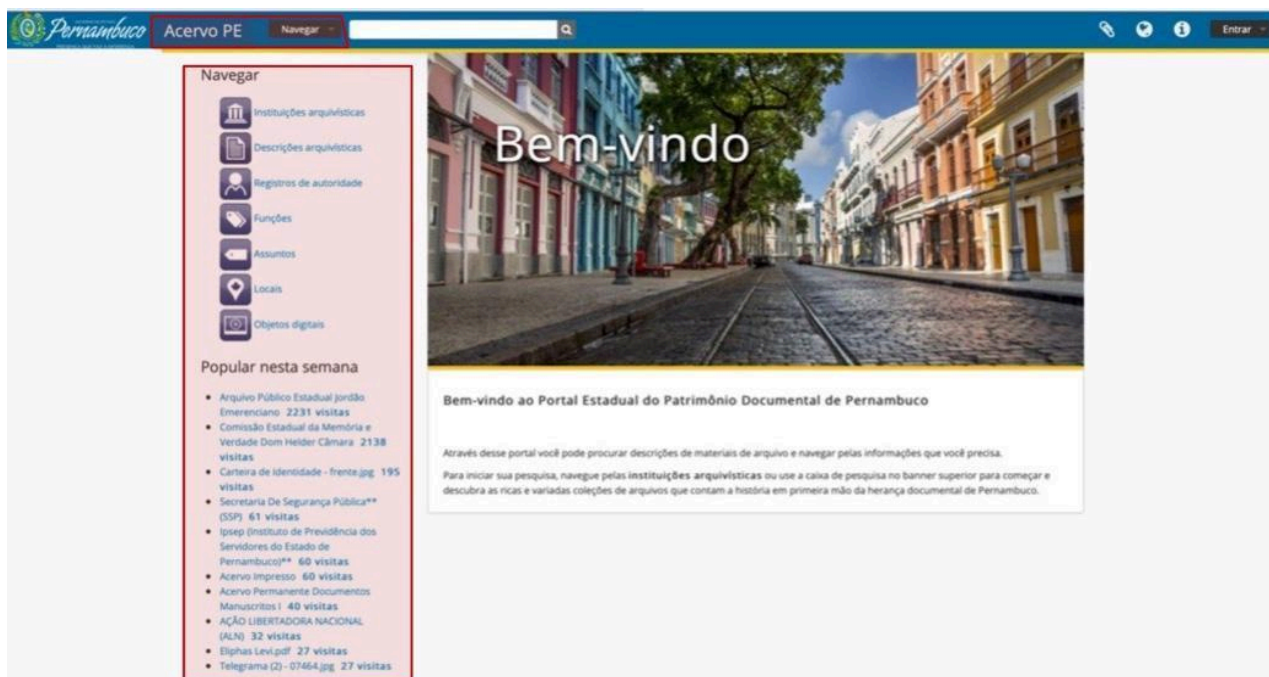 Pernambuco
Acervo PE
Navegar
Entrar
Navegar
Instituições arquivísticas
Descrições arquivísticas
Registros de autoridade
Funções
Assuntos
Locais
Objetos digitais
Popular nesta semana
Arquivo Público Estadual Jordão
Emerenciano 2231 visitas
Comissão Estadual da Memória e
Verdade Dom Helder Câmara 2138
visitas
Carteira de Identidade - frente.jpg 195
visitas
Secretaria De Segurança Pública**
(SSP) 61 visitas
Ipsep (Instituto de Previdência dos
Servidores do Estado de
Pernambuco)** 60 visitas
Acervo Impresso 60 visitas
Acervo Permanente Documentos
Manuscritos I 40 visitas
AÇÃO LIBERTADORA NACIONAL
(ALN) 32 visitas
Eliphas Levi.pdf 27 visitas
Telegrama (2) - 07464.jpg 27 visitas
Bem-vindo
Bem-vindo ao Portal Estadual do Patrimônio Documental de Pernambuco
Através desse portal você pode procurar descrições de materiais de arquivo e navegar pelas informações que você precisa.
Para iniciar sua pesquisa, navegue pelas instituições arquivísticas ou use a caixa de pesquisa no banner superior para começar e
descubra as ricas e variadas coleções de arquivos que contam a história em primeira mão da herança documental de Pernambuco.